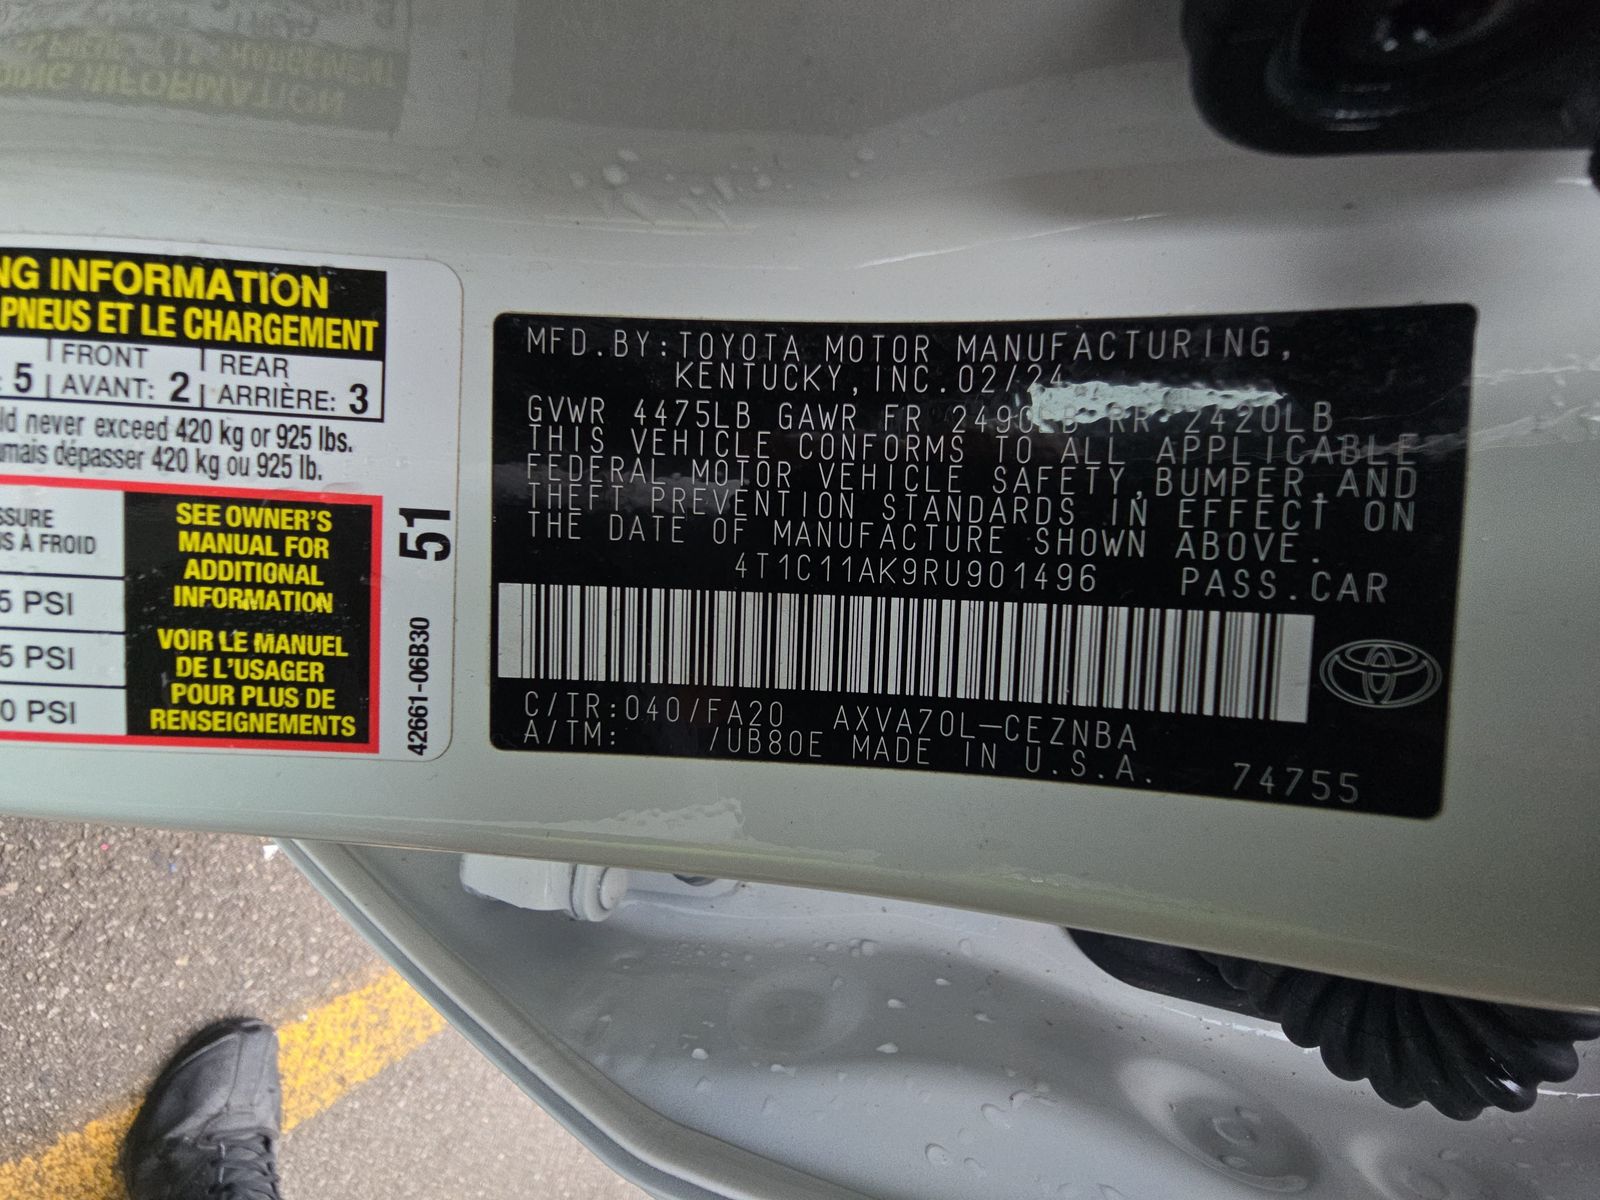 NG INFORMATION
PNEUS ET LE CHARGEMENT
: 5 FRONT AVANT: 2 REAR ARRIÈRE: 3
ld never exceed 420 kg or 925 lbs.
amais dépasser 420 kg ou 925 lb.
SSURE
S À FROID
5 PSI
5 PSI
0 PSI
SEE OWNER'S
MANUAL FOR
ADDITIONAL
INFORMATION
VOIR LE MANUEL
DE L'USAGER
POUR PLUS DE
RENSEIGNEMENTS
51
42661-06B30
MFD.BY:TOYOTA MOTOR MANUFACTURING,
KENTUCKY,INC.02/24
GVWR 4475LB GAWR FR 2490LB RR 2420LB
THIS VEHICLE CONFORMS TO ALL APPLICABLE
FEDERAL MOTOR VEHICLE SAFETY,BUMPER,AND
THEFT PREVENTION STANDARDS IN EFFECT ON
THE DATE OF MANUFACTURE SHOWN ABOVE.
4T1C11AK9RU901496 PASS.CAR
C/TR:040/FA20 AXVA70L-CEZNBA
A/TM: /UB80E MADE IN U.S.A. 74755